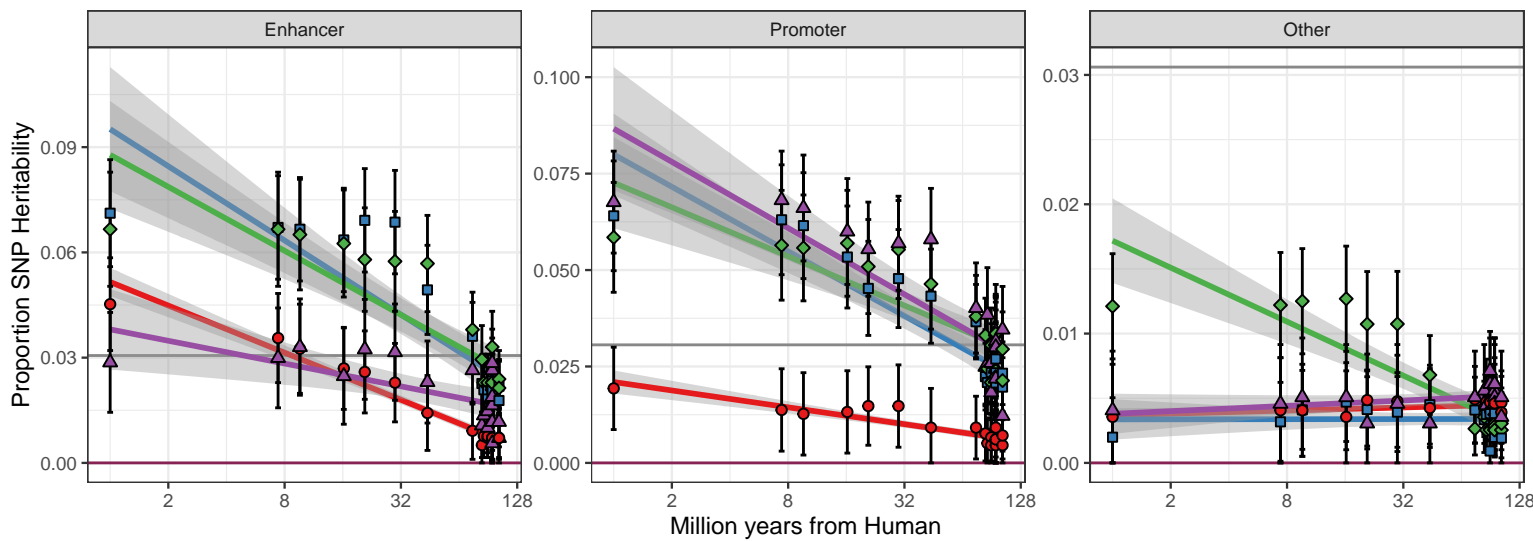 Enhancer Promoter Other
Proportion SNP Heritability
0.09
0.06
0.03
0.00
0.100
0.075
0.050
0.025
0.000
0.03
0.02
0.01
0.00
2 8 32 128
2 8 32 128
2 8 32 128
Million years from Human